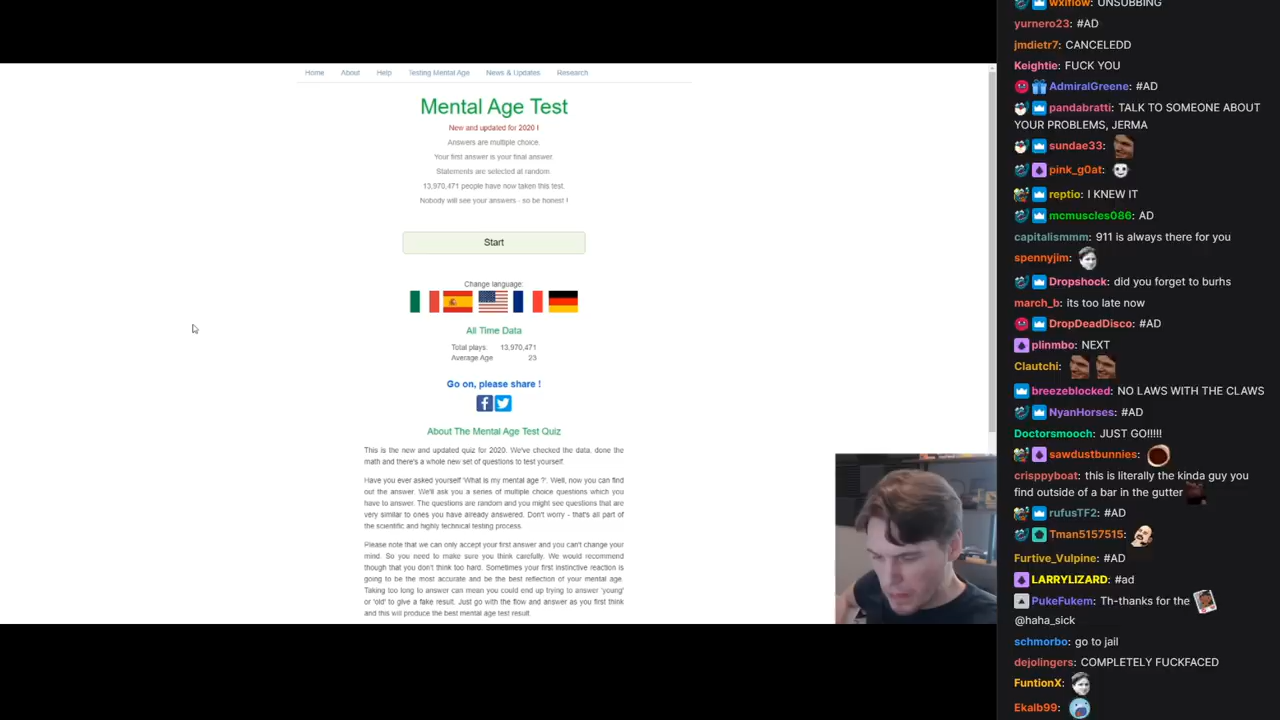 Home About Help Testing Mental Age News & Updates Research
Mental Age Test
New and updated for 2020 !
Answers are multiple choice.
Your first answer is your final answer.
Statements are selected at random
13,970,471 people have now taken this test.
Nobody will see your answers - so be honest !
Start
Change language:
All Time Data
Total plays: 13,970,471
Average Age 23
Go on, please share !
About The Mental Age Test Quiz
This is the new and updated quiz for 2020. We've checked the data, done the
math and there's a whole new set of questions to test yourself.
Have you ever asked yourself 'What is my mental age ?'. Well, now you can find
out the answer. We'll ask you a series of multiple choice questions which you
have to answer. The questions are random and you might see questions that are
very similar to ones you have already answered. Don't worry - that's all part of
the scientific and highly technical testing process.
Please note that we can only accept your first answer and you can't change your
mind. So you need to make sure you think carefully. We would recommend
though that you don't think too hard. Sometimes your first instinctive reaction is
going to be the most accurate and be the best reflection of your mental age.
Taking too long to answer can mean you could end up trying to answer 'young'
or 'old' to give a fake result. Just go with the flow and answer as you first think
and this will produce the best mental age test result.
wxiflow: UNSUBBING
yurnero23: #AD
jmdietr7: CANCELEDD
Keightie: FUCK YOU
AdmiralGreene: #AD
pandabratti: TALK TO SOMEONE ABOUT
YOUR PROBLEMS, JERMA
sundae33:
pink_g0at:
reptio: I KNEW IT
mcmuscles086: AD
capitalismmm: 911 is always there for you
spennyjim:
Dropshock: did you forget to burhs
march_b: its too late now
DropDeadDisco: #AD
plinmbo: NEXT
Clautchi:
breezeblocked: NO LAWS WITH THE CLAWS
NyanHorses: #AD
Doctorsmooch: JUST GO!!!!!
sawdustbunnies:
crisppyboat: this is literally the kinda guy you
find outside of a bar in the gutter
rufusTF2: #AD
Tman5157515:
Furtive_Vulpine: #AD
LARRYLIZARD: #ad
PukeFukem: Th-thanks for the
@haha_sick
schmorbo: go to jail
dejolingers: COMPLETELY FUCKFACED
FuntionX:
Ekalb99: